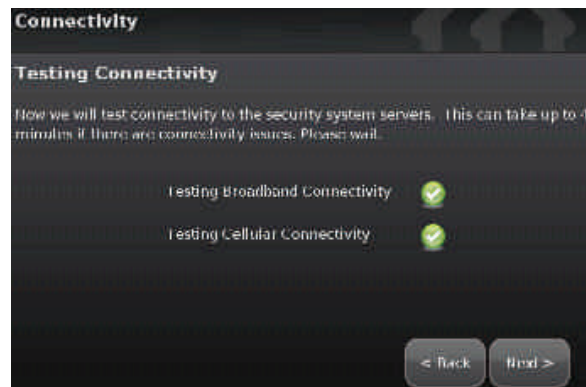 Connectivity
Testing Connectivity
Now we will test connectivity to the security system servers. This can take up to
minutes if there are connectivity issues. Please wait.
Testing Broadband Connectivity
Testing Cellular Connectivity
< Back
Next >